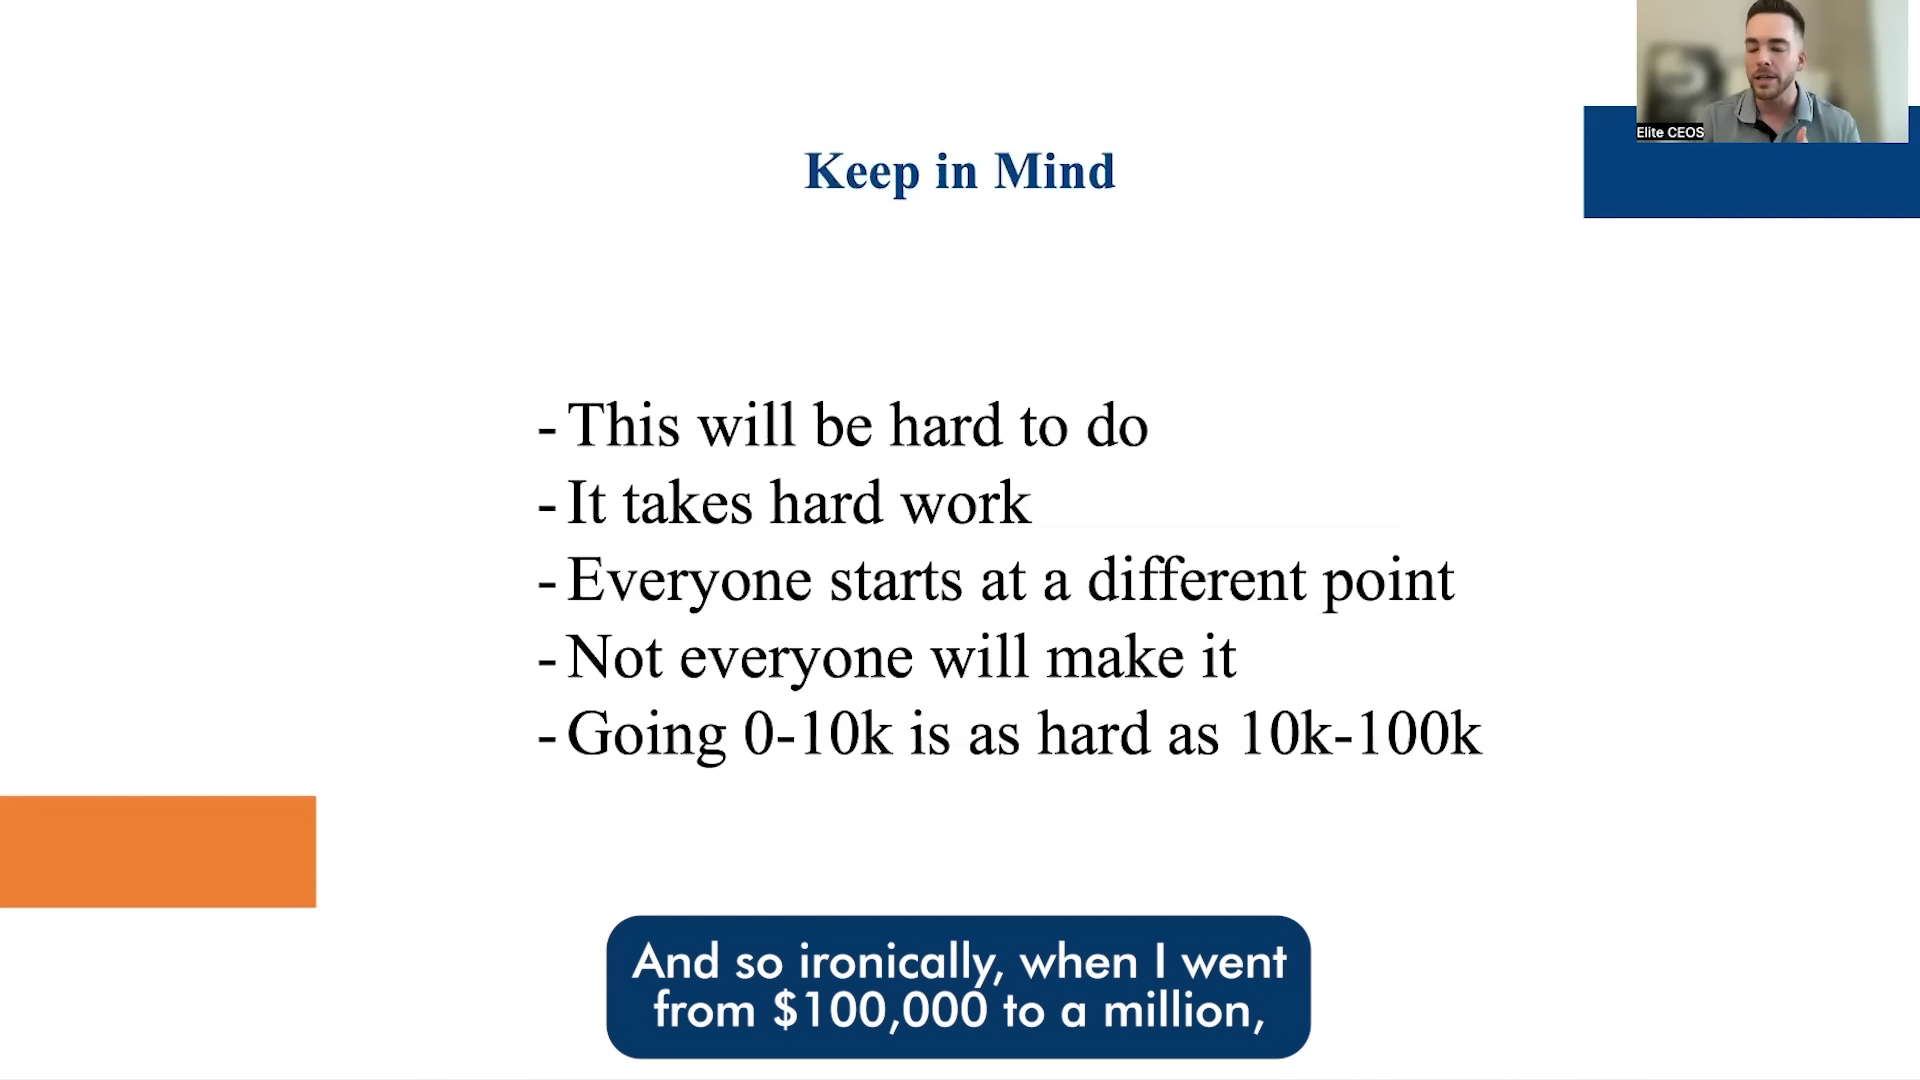 Elite CEOS
Keep in Mind
- This will be hard to do
- It takes hard work
- Everyone starts at a different point
- Not everyone will make it
- Going 0-10k is as hard as 10k-100k
And so ironically, when I went
from $100,000 to a million,